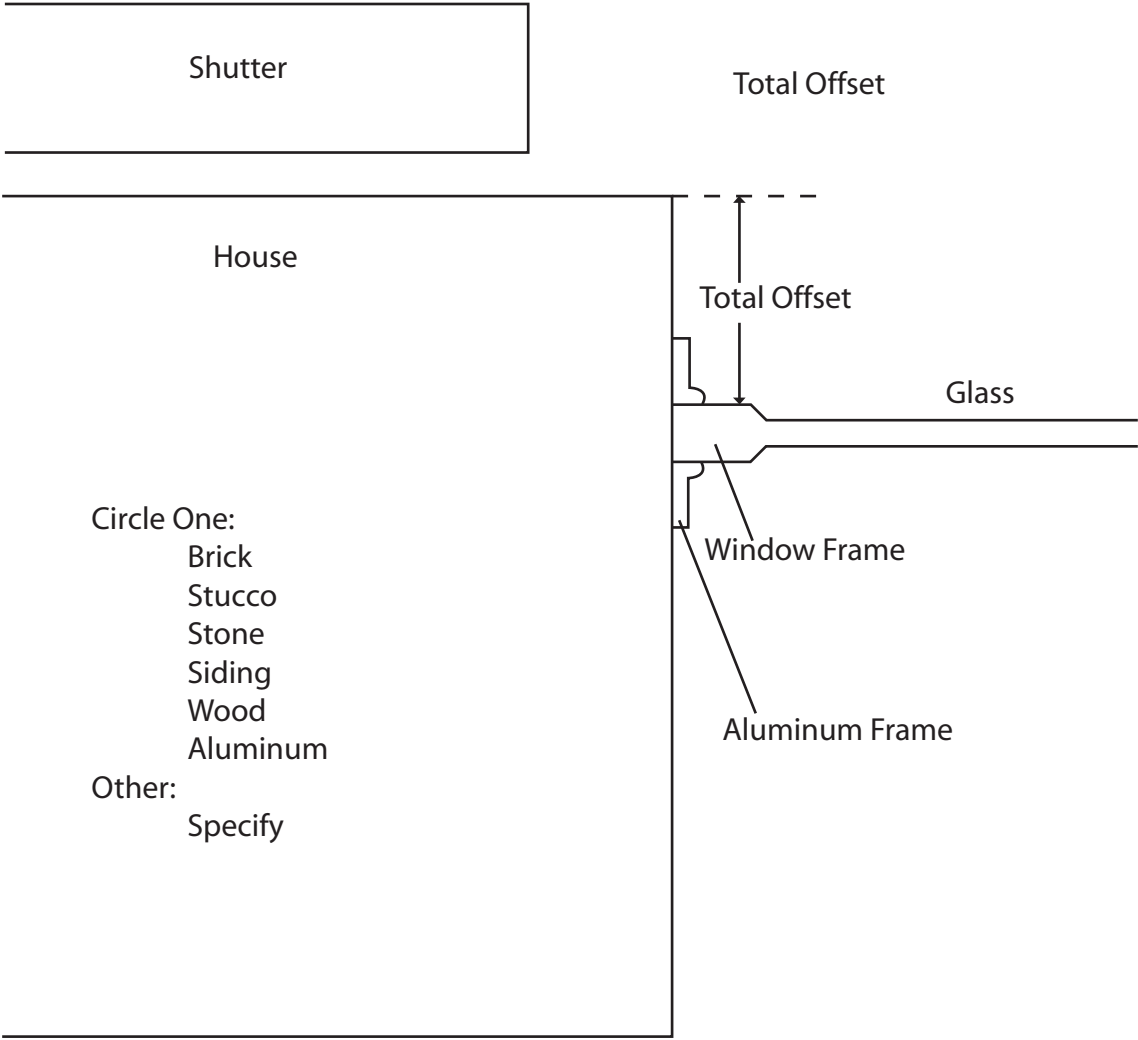 Shutter
Total Offset
House
Total Offset
Glass
Circle One:
Brick
Stucco
Stone
Siding
Wood
Aluminum
Other:
Specify
Window Frame
Aluminum Frame